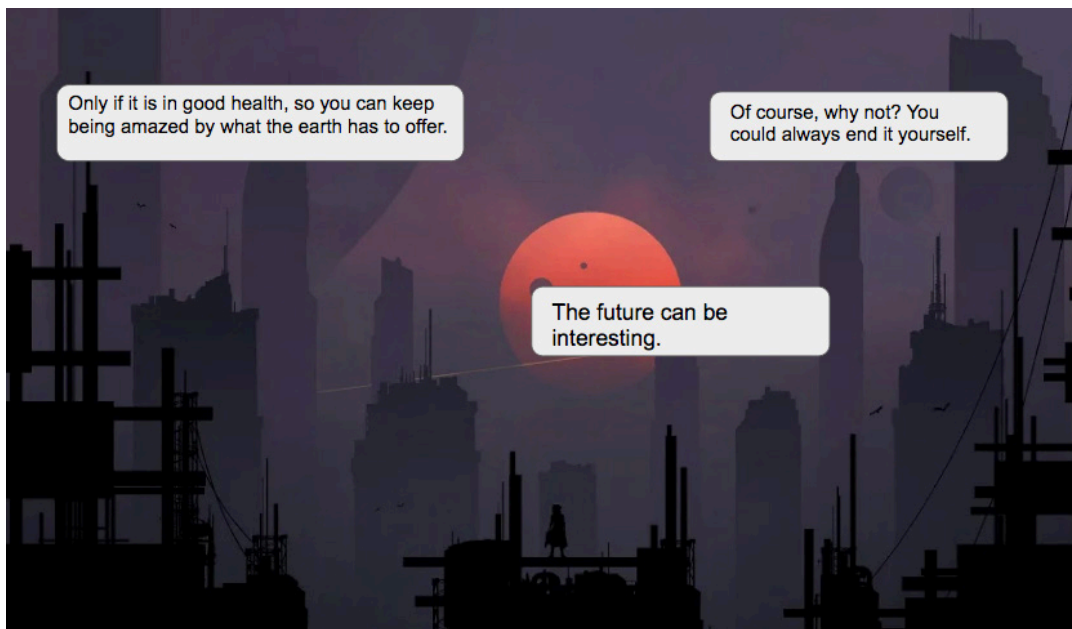 Only if it is in good health, so you can keep
being amazed by what the earth has to offer.
Of course, why not? You
could always end it yourself.
The future can be
interesting.